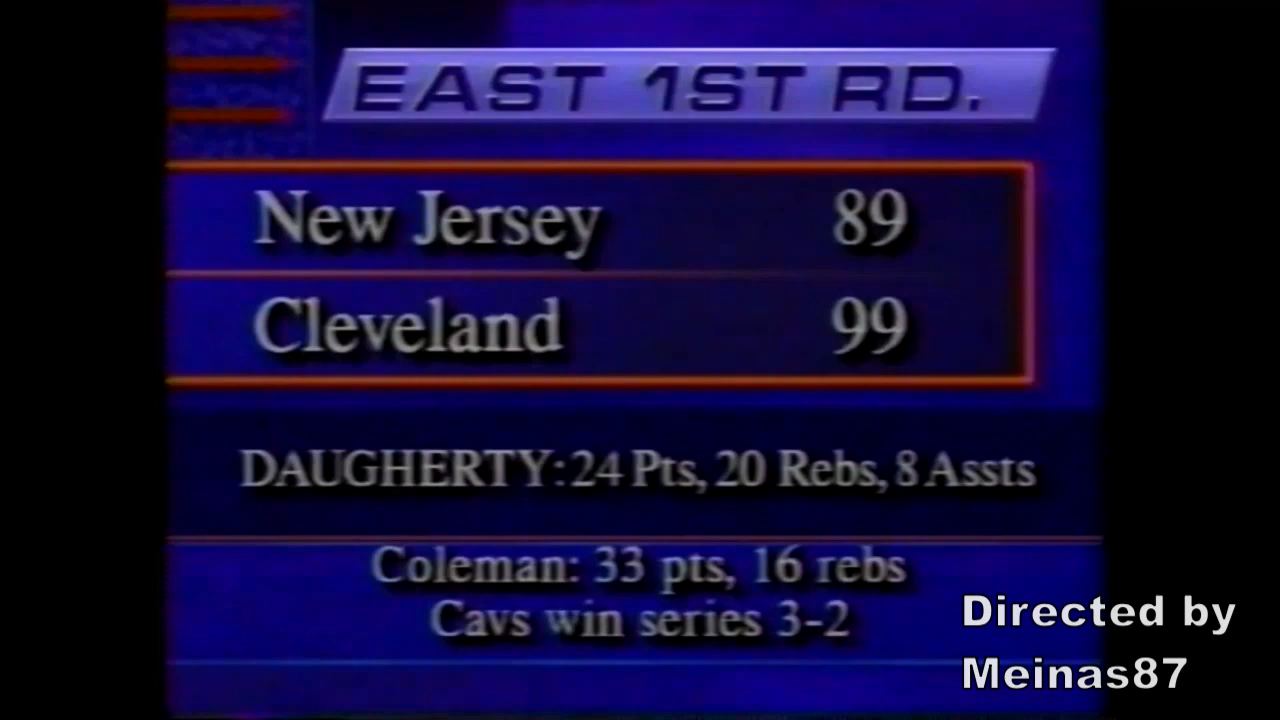 EAST 1ST RD.
New Jersey 89
Cleveland 99
DAUGHERTY: 24 Pts, 20 Rebs, 8 Assts
Coleman: 33 pts, 16 rebs
Cavs win series 3-2
Directed by
Meinas87